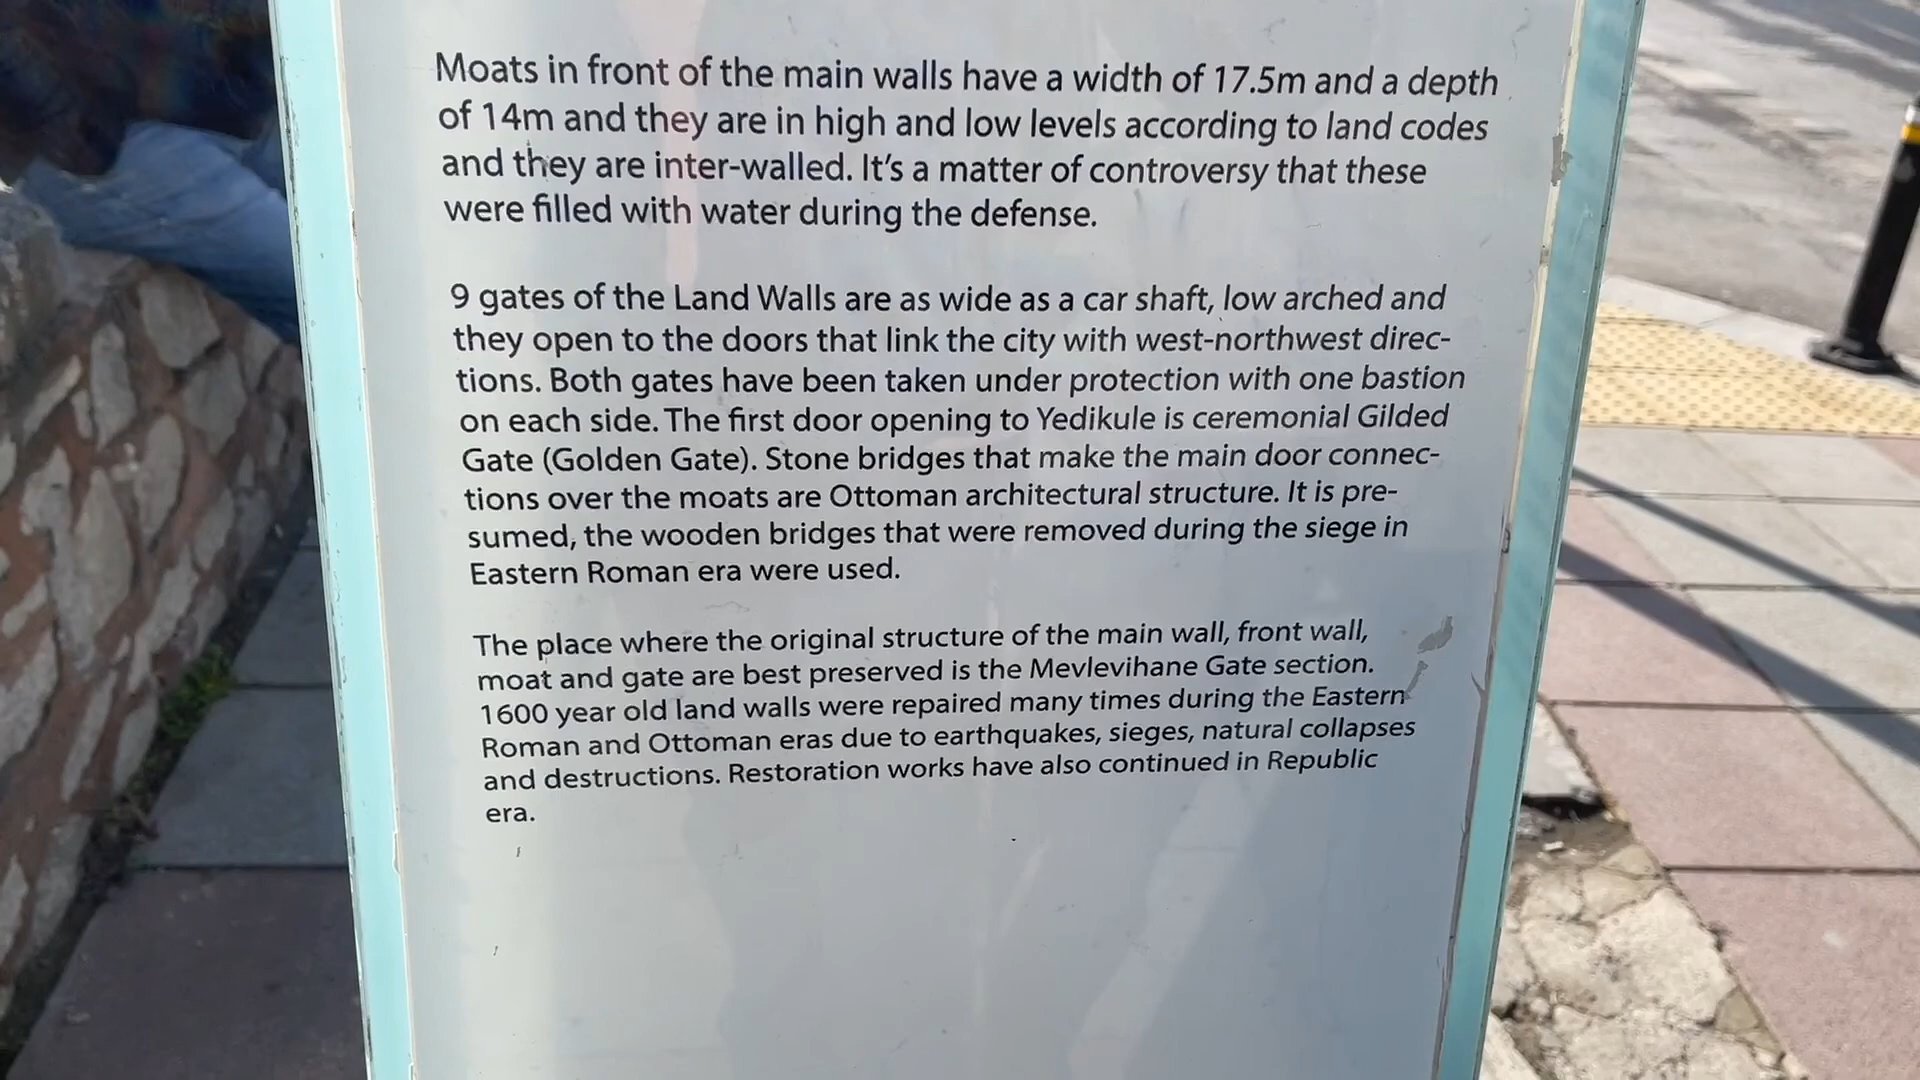 Moats in front of the main walls have a width of 17.5m and a depth
of 14m and they are in high and low levels according to land codes
and they are inter-walled. It's a matter of controversy that these
were filled with water during the defense.
9 gates of the Land Walls are as wide as a car shaft, low arched and
they open to the doors that link the city with west-northwest direc-
tions. Both gates have been taken under protection with one bastion
on each side. The first door opening to Yedikule is ceremonial Gilded
Gate (Golden Gate). Stone bridges that make the main door connec-
tions over the moats are Ottoman architectural structure. It is pre-
sumed, the wooden bridges that were removed during the siege in
Eastern Roman era were used.
The place where the original structure of the main wall, front wall,
moat and gate are best preserved is the Mevlevihane Gate section.
1600 year old land walls were repaired many times during the Eastern
Roman and Ottoman eras due to earthquakes, sieges, natural collapses
and destructions. Restoration works have also continued in Republic
era.